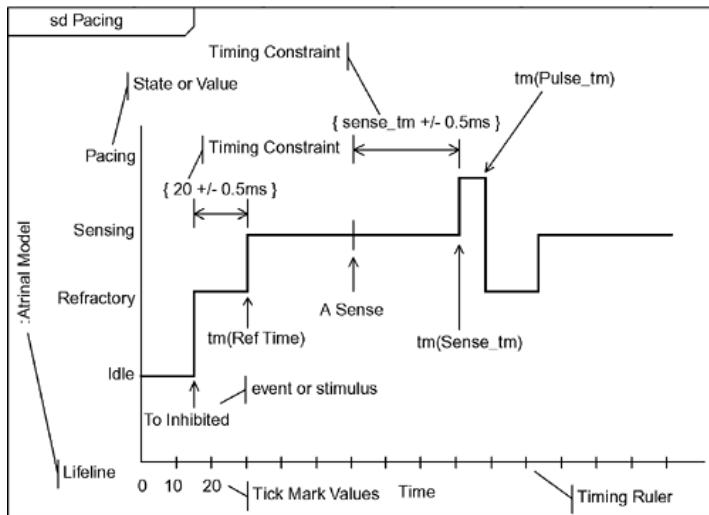 sd Pacing
Timing Constraint
State or Value
tm(Pulse_tm)
{ sense_tm +/- 0.5ms }
Pacing
Timing Constraint
{ 20 +/- 0.5ms }
Sensing
:Atrinal Model
Refractory
A Sense
tm(Ref Time)
tm(Sense_tm)
Idle
event or stimulus
To Inhibited
Lifeline
0 10 20
Tick Mark Values
Time
Timing Ruler